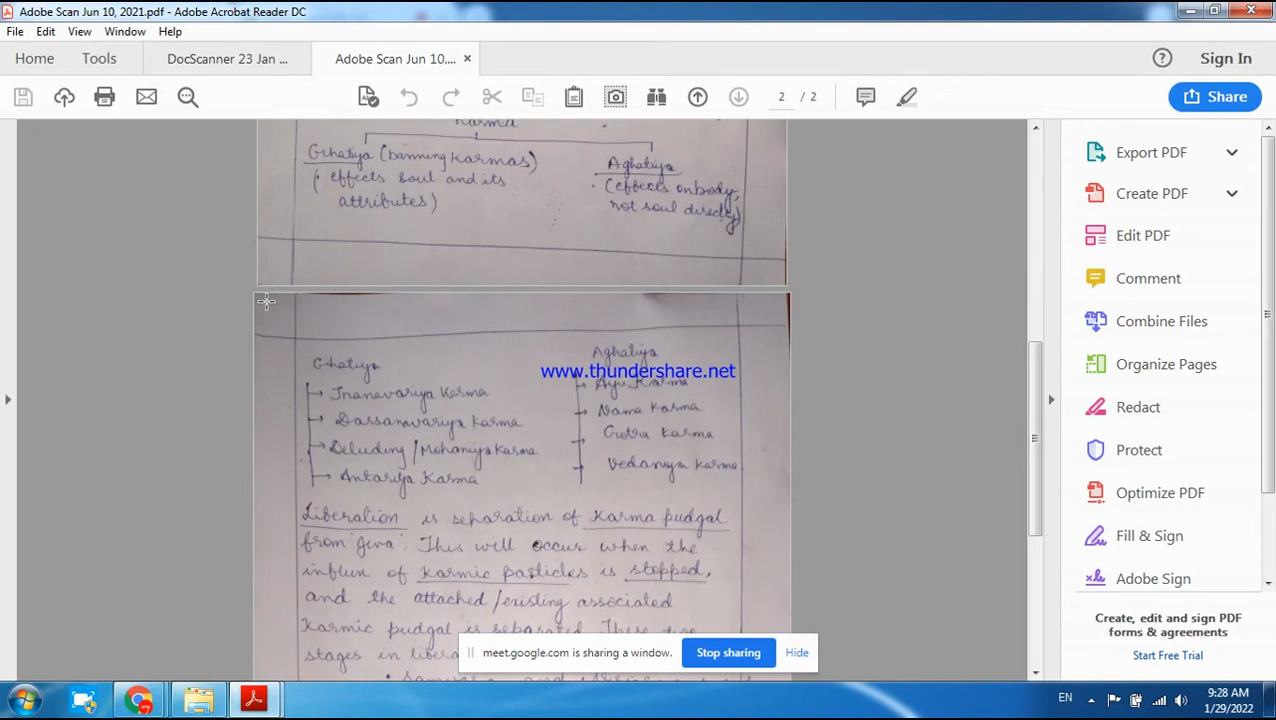 Adobe Scan Jun 10, 2021.pdf - Adobe Acrobat Reader DC
File Edit View Window Help
Home Tools DocScanner 23 Jan ... Adobe Scan Jun 10,... × Sign In
2 / 2 Share
Karma
Ghatiya (banning karmas)
( effects soul and its
attributes)
Aghatiya
(effects on body,
not soul directly)
Ghatiya
Jnanavariya Karma
Darsanavariya Karma
Deluding/Mohaniya Karma
Antariya Karma
Aghatiya
www.thundershare.net
Ayu Karma
Nama Karma
Gotra Karma
Vedaniya Karma
Liberation is separation of Karma pudgal
from 'Jiva'. This will occur when the
influx of karmic particles is stopped,
and the attached/existing associated
Karmic pudgal is separated. These two
stages in
Export PDF
Create PDF
Edit PDF
Comment
Combine Files
Organize Pages
Redact
Protect
Optimize PDF
Fill & Sign
Adobe Sign
Create, edit and sign PDF
forms & agreements
Start Free Trial
meet.google.com is sharing a window. Stop sharing Hide
EN 9:28 AM
1/29/2022